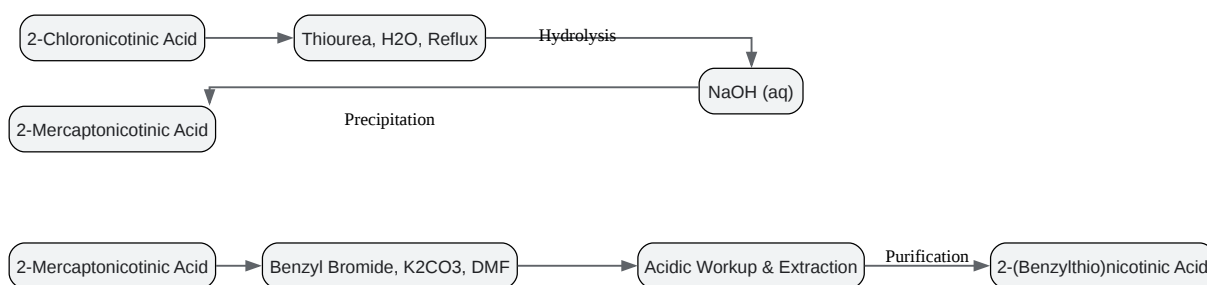 2-Chloronicotinic Acid
Thiourea, H2O, Reflux
Hydrolysis
NaOH (aq)
Precipitation
2-Mercaptonicotinic Acid
2-Mercaptonicotinic Acid
Benzyl Bromide, K2CO3, DMF
Acidic Workup & Extraction
Purification
2-(Benzylthio)nicotinic Acid